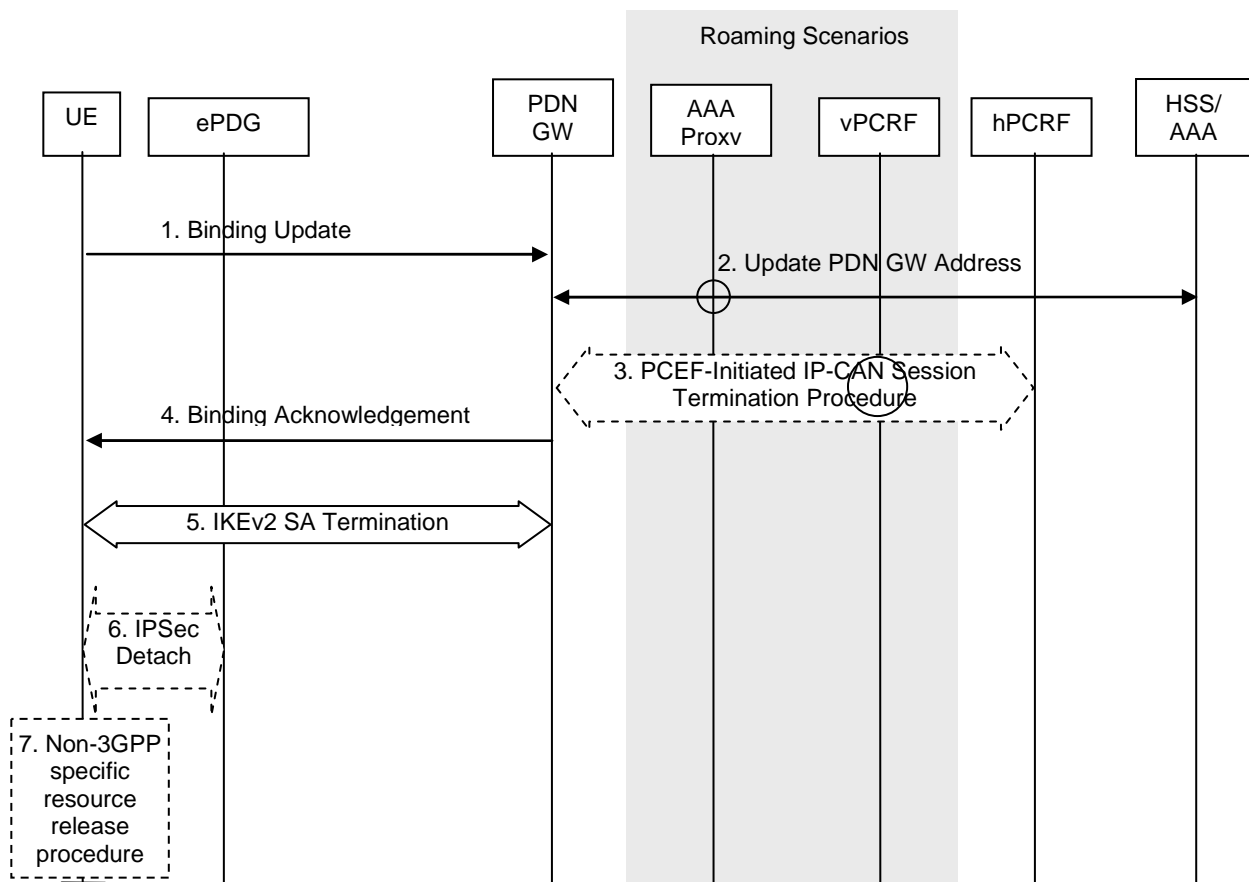 Roaming Scenarios
UE
ePDG
PDN
GW
AAA
Proxy
vPCRF
hPCRF
HSS/
AAA
1. Binding Update
2. Update PDN GW Address
3. PCEF-Initiated IP-CAN Session
Termination Procedure
4. Binding Acknowledgement
5. IKEv2 SA Termination
6. IPSec
Detach
7. Non-3GPP
specific
resource
release
procedure